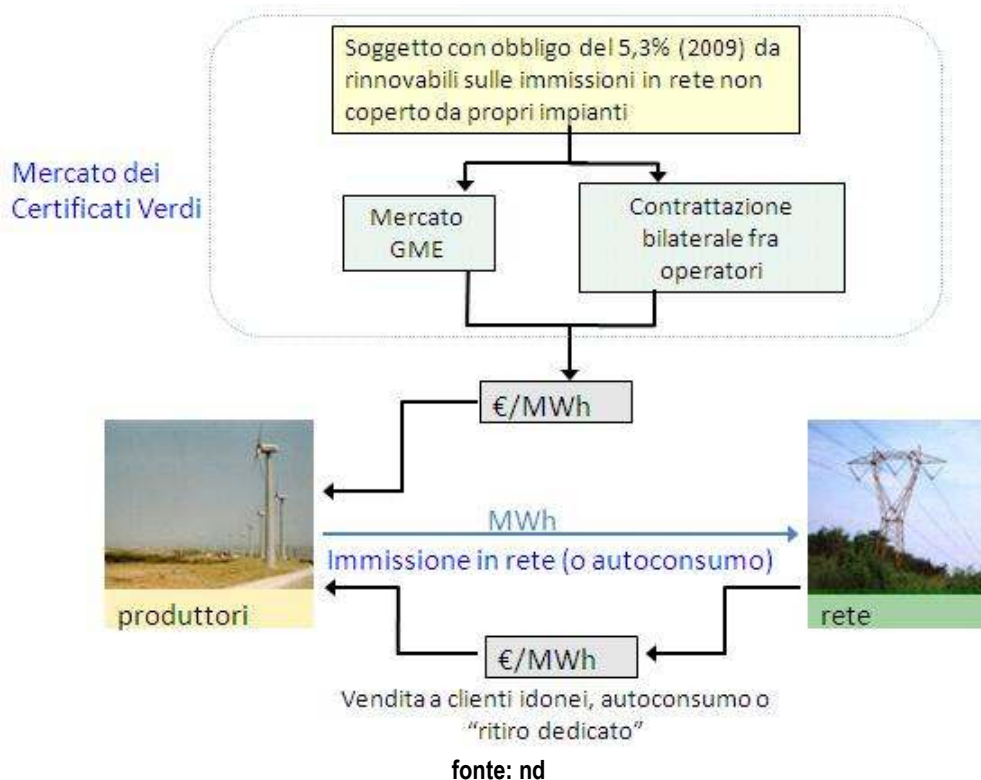 Soggetto con obbligo del 5,3% (2009) da
rinnovabili sulle immissioni in rete non
coperto da propri impianti
Mercato dei
Certificati Verdi
Mercato
GME
Contrattazione
bilaterale fra
operatori
€/MWh
MWh
Immissione in rete (o autoconsumo)
produttori
rete
€/MWh
Vendita a clienti idonei, autoconsumo o
"ritiro dedicato"
fonte: nd